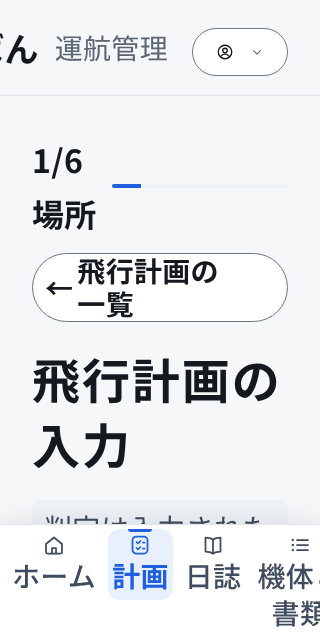 ん 運航管理
1/6
場所
←飛行計画の
一覧
飛行計画の
入力
ホーム 計画 日誌 機体
書類